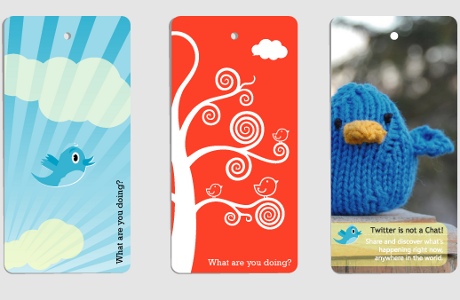 What are you doing?
What are you doing?
Twitter is not a Chat!
Share and discover what's
happening right now,
anywhere in the world.